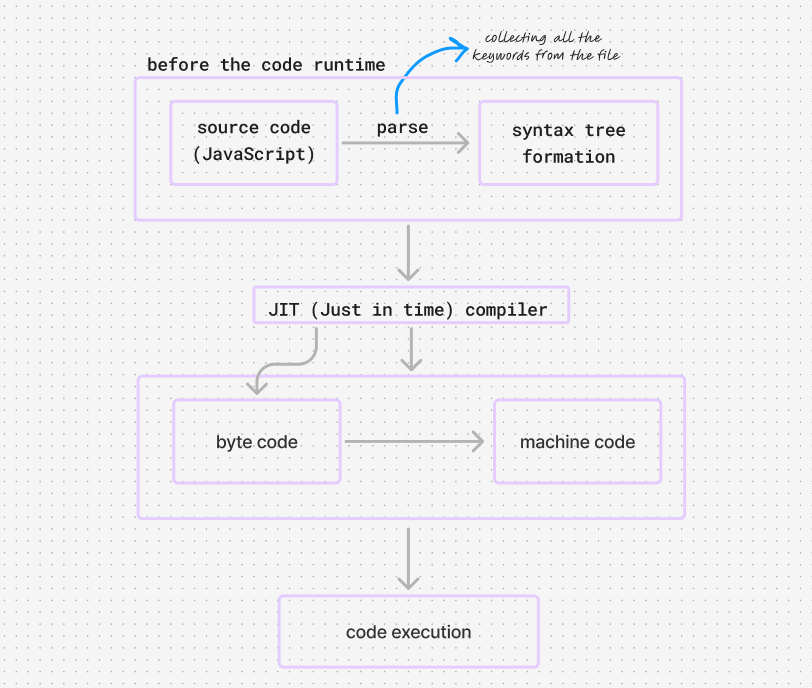 collecting all the
keywords from the file
before the code runtime
source code
(JavaScript)
parse
syntax tree
formation
JIT (Just in time) compiler
byte code
machine code
code execution